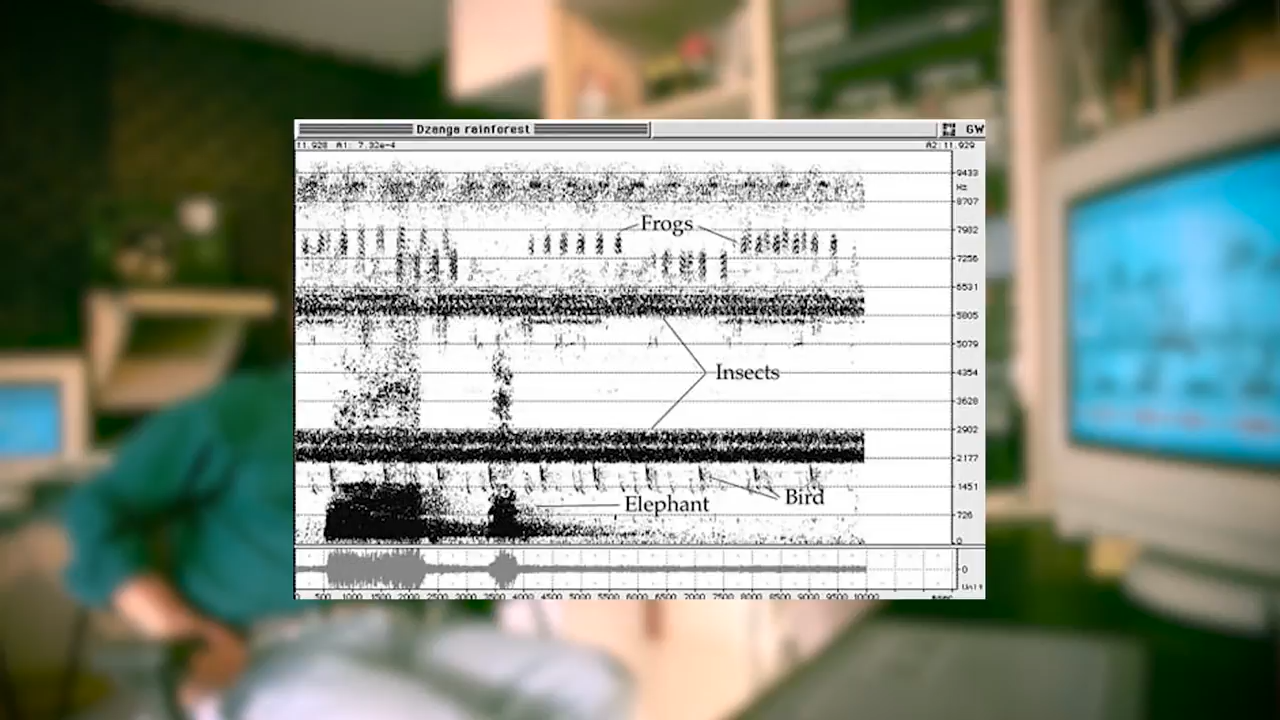 Dzanga rainforest
GW
11.928 A1: 7.32e-4
A2: 11.929
9433
Hz
8707
Frogs
7982
7256
6531
5805
5079
Insects
4354
3628
2902
2177
1451
Bird
Elephant
726
0
0
0 500 1000 1500 2000 2500 3000 3500 4000 4500 5000 5500 6000 6500 7000 7500 8000 8500 9000 9500 10000